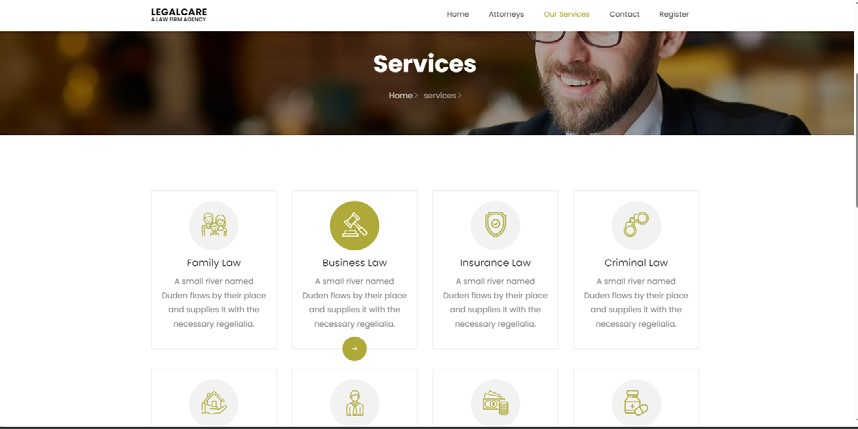 LEGALCARE
A LAW FIRM AGENCY
Home Attorneys Our Services Contact Register
Services
Home > services >
Family Law
A small river named
Duden flows by their place
and supplies it with the
necessary regelialia.
Business Law
A small river named
Duden flows by their place
and supplies it with the
necessary regelialia.
Insurance Law
A small river named
Duden flows by their place
and supplies it with the
necessary regelialia.
Criminal Law
A small river named
Duden flows by their place
and supplies it with the
necessary regelialia.